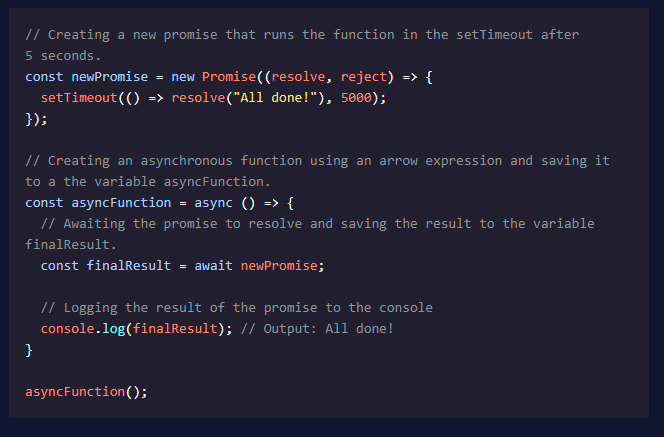 // Creating a new promise that runs the function in the setTimeout after
5 seconds.
const newPromise = new Promise((resolve, reject) => {
  setTimeout(() => resolve("All done!"), 5000);
});

// Creating an asynchronous function using an arrow expression and saving it
to a the variable asyncFunction.
const asyncFunction = async () => {
  // Awaiting the promise to resolve and saving the result to the variable
finalResult.
  const finalResult = await newPromise;

  // Logging the result of the promise to the console
  console.log(finalResult); // Output: All done!
}

asyncFunction();